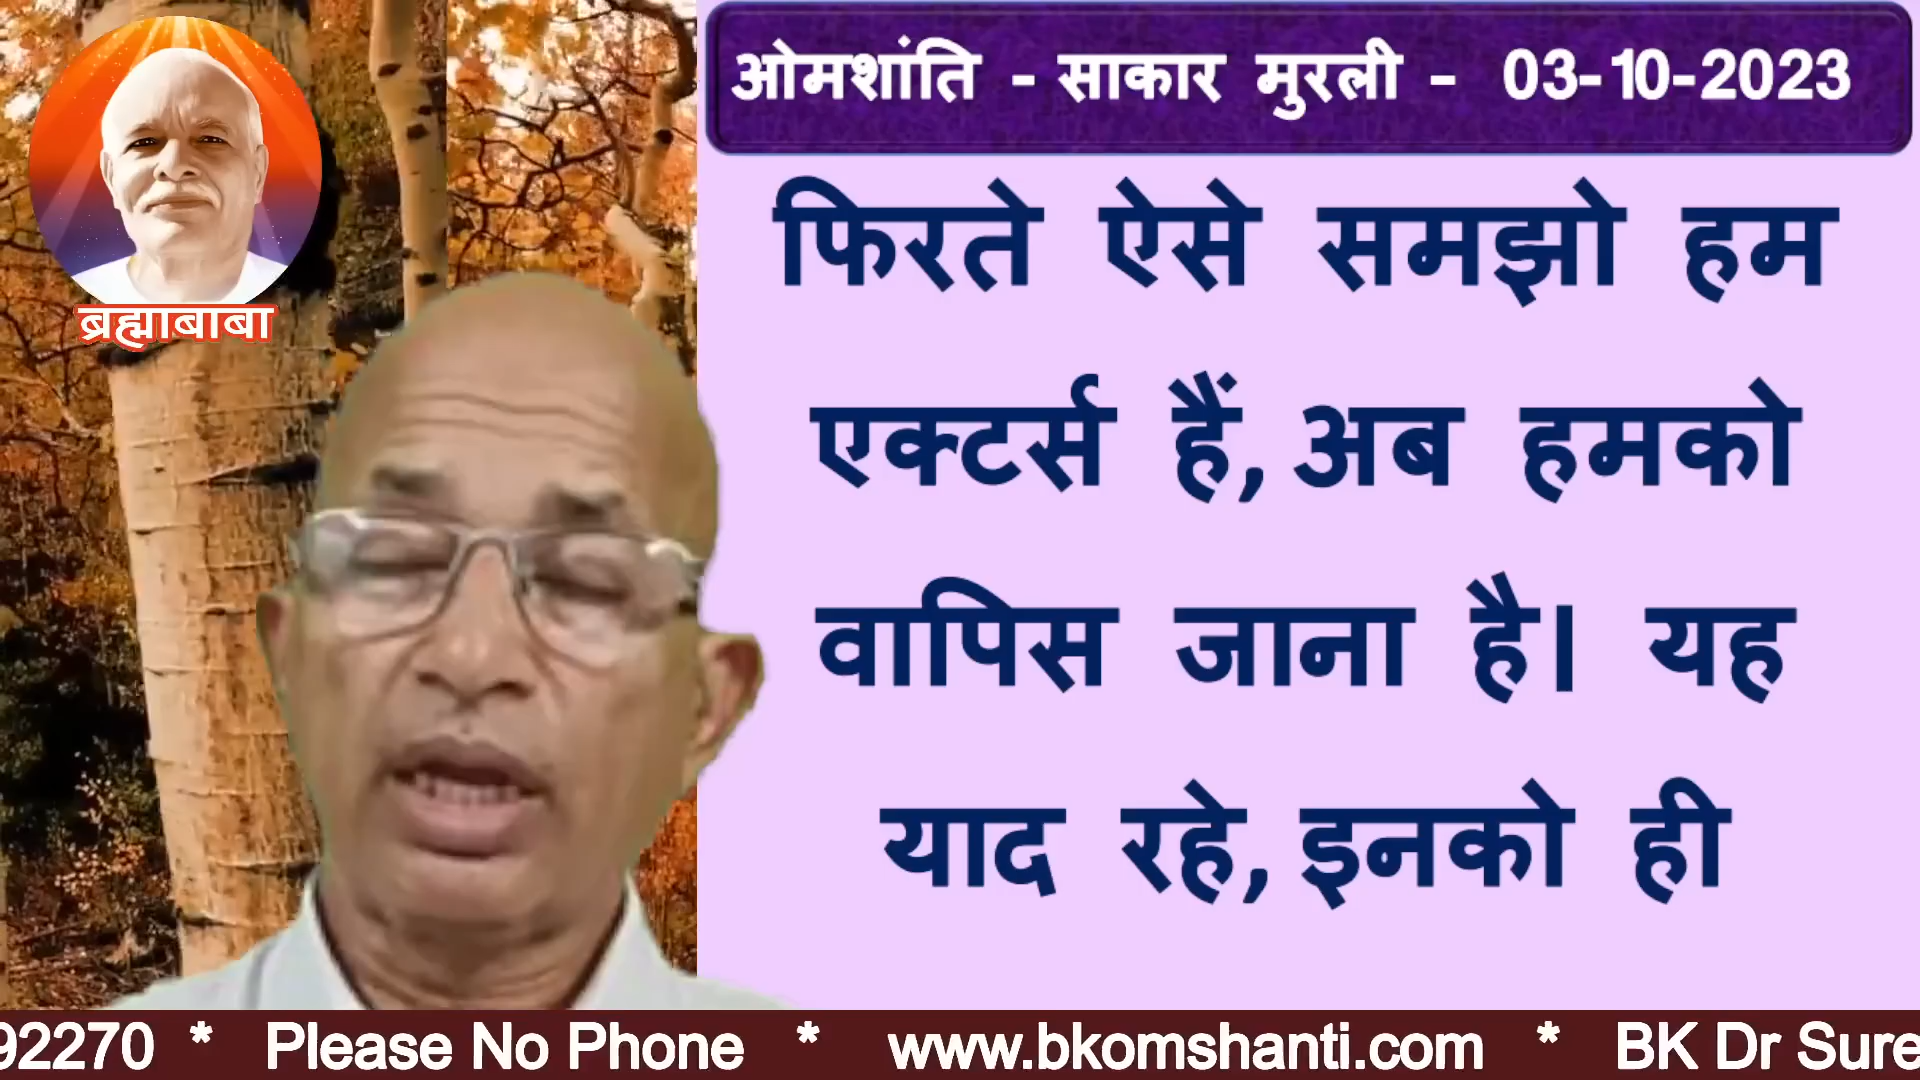 ओमशांति - साकार मुरली - 03-10-2023
फिरते ऐसे समझो हम
एक्टर्स हैं, अब हमको
वापिस जाना है। यह
याद रहे, इनको ही
ब्रह्माबाबा
92270 * Please No Phone * www.bkomshanti.com * BK Dr Sure